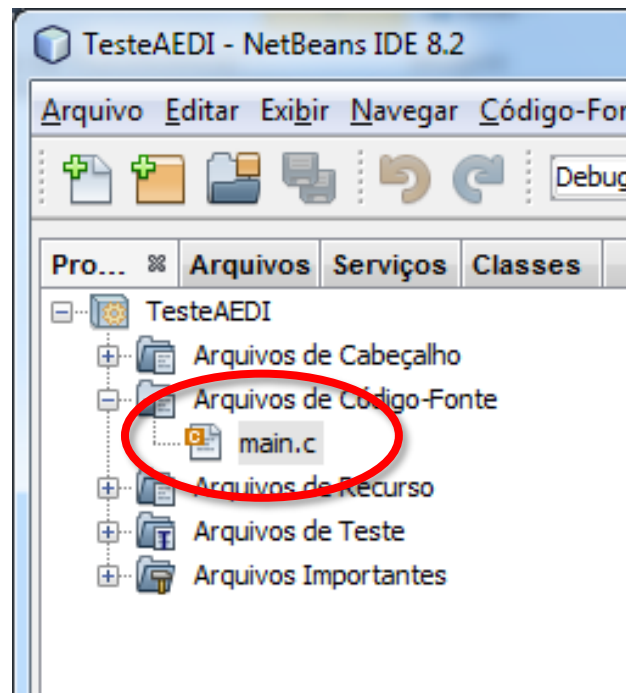 TesteAEDI - NetBeans IDE 8.2
Arquivo Editar Exibir Navegar Código-For
Debug
Pro... Arquivos Serviços Classes
TesteAEDI
Arquivos de Cabeçalho
Arquivos de Código-Fonte
main.c
Arquivos de Recurso
Arquivos de Teste
Arquivos Importantes